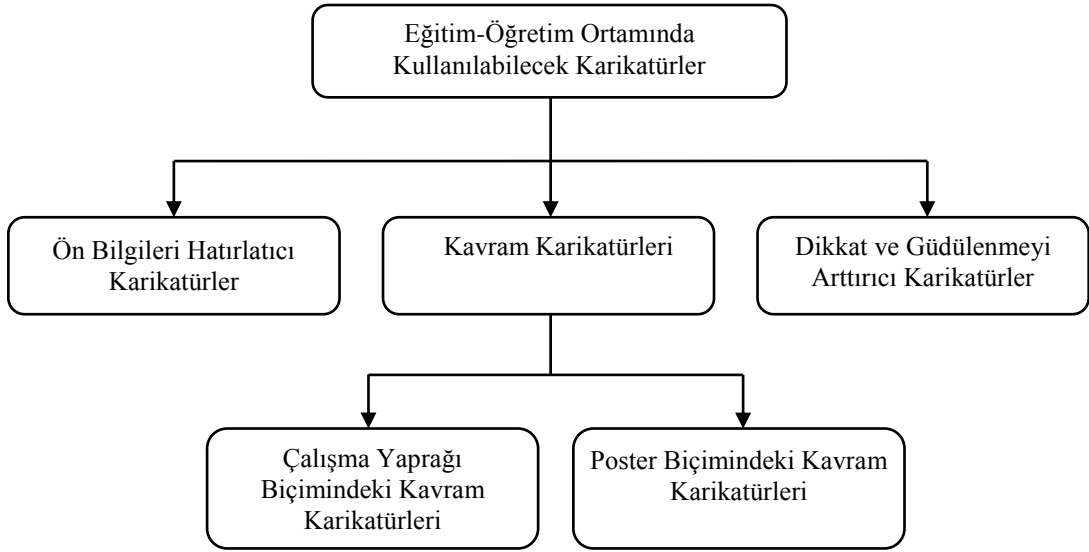 Eğitim-Öğretim Ortamında
Kullanılabilecek Karikatürler
Ön Bilgileri Hatırlatıcı
Karikatürler
Kavram Karikatürleri
Dikkat ve Güdülenmeyi
Arttırıcı Karikatürler
Çalışma Yaprağı
Biçimindeki Kavram
Karikatürleri
Poster Biçimindeki Kavram
Karikatürleri